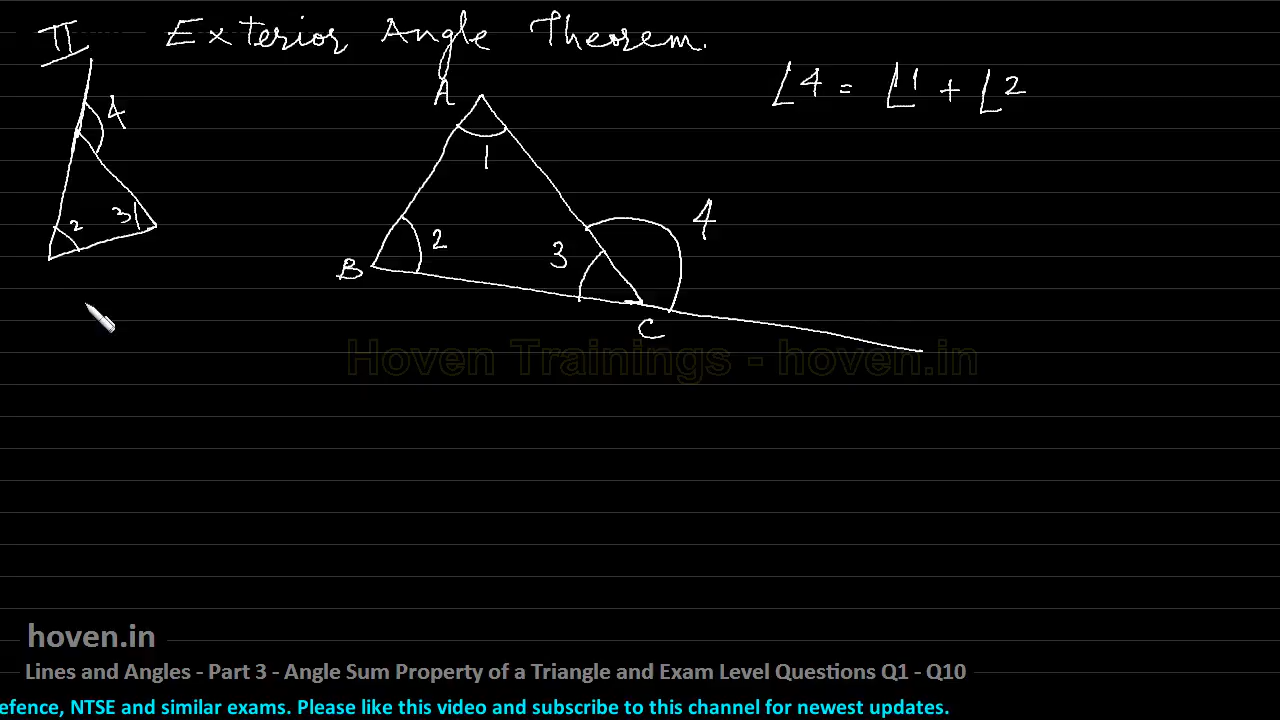 II Exterior Angle Theorem.
∠4 = ∠1 + ∠2
A
4
1
2
3
2
3
4
B
C
Hoven Trainings - hoven.in
hoven.in
Lines and Angles - Part 3 - Angle Sum Property of a Triangle and Exam Level Questions Q1 - Q10
efence, NTSE and similar exams. Please like this video and subscribe to this channel for newest updates.